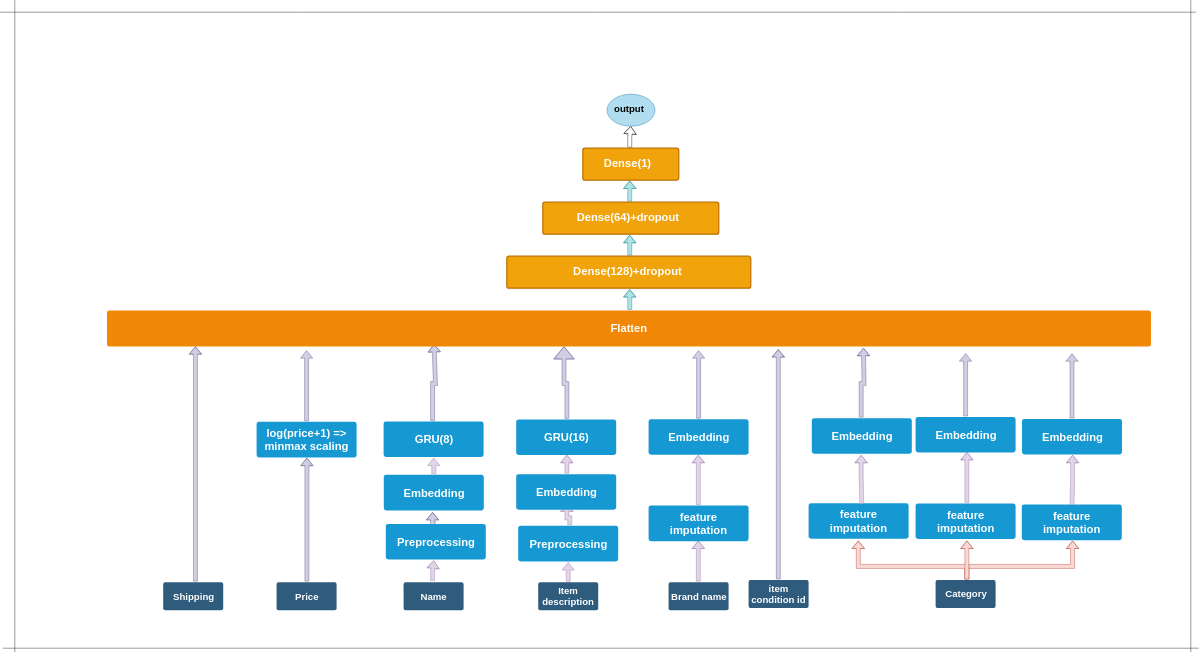 output
Dense(1)
Dense(64)+dropout
Dense(128)+dropout
Flatten
log(price+1) =>
minmax scaling
GRU(8)
GRU(16)
Embedding
Embedding
Embedding
Embedding
Embedding
Embedding
feature
imputation
feature
imputation
feature
imputation
feature
imputation
Preprocessing
Preprocessing
Shipping
Price
Name
Item
description
Brand name
item
condition id
Category